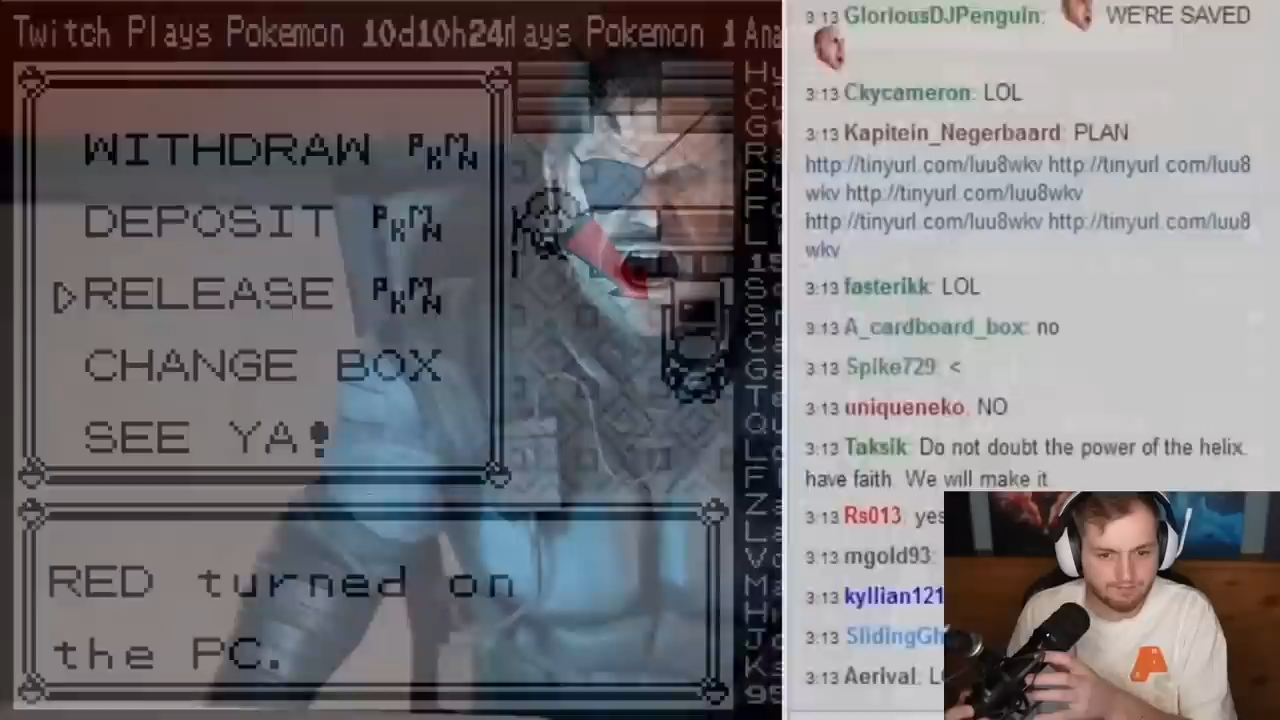 Twitch Plays Pokemon 10d10h24m ays Pokemon 1
WITHDRAW PKMN
DEPOSIT PKMN
RELEASE PKMN
CHANGE BOX
SEE YA!
RED turned on
the PC.
3:13 GloriousDJPenguin: WE'RE SAVED
3:13 Ckycameron: LOL
3:13 Kapitein_Negerbaard: PLAN
http://tinyurl.com/luu8wkv http://tinyurl.com/luu8
wkv http://tinyurl.com/luu8wkv
http://tinyurl.com/luu8wkv http://tinyurl.com/luu8
wkv
3:13 fasterikk: LOL
3:13 A_cardboard_box: no
3:13 Spike729: <
3:13 uniqueneko: NO
3:13 Taksik: Do not doubt the power of the helix.
have faith. We will make it.
3:13 Rs013: yes
3:13 mgold93:
3:13 kyllian121
3:13 SlidingGh
3:13 Aerival: L